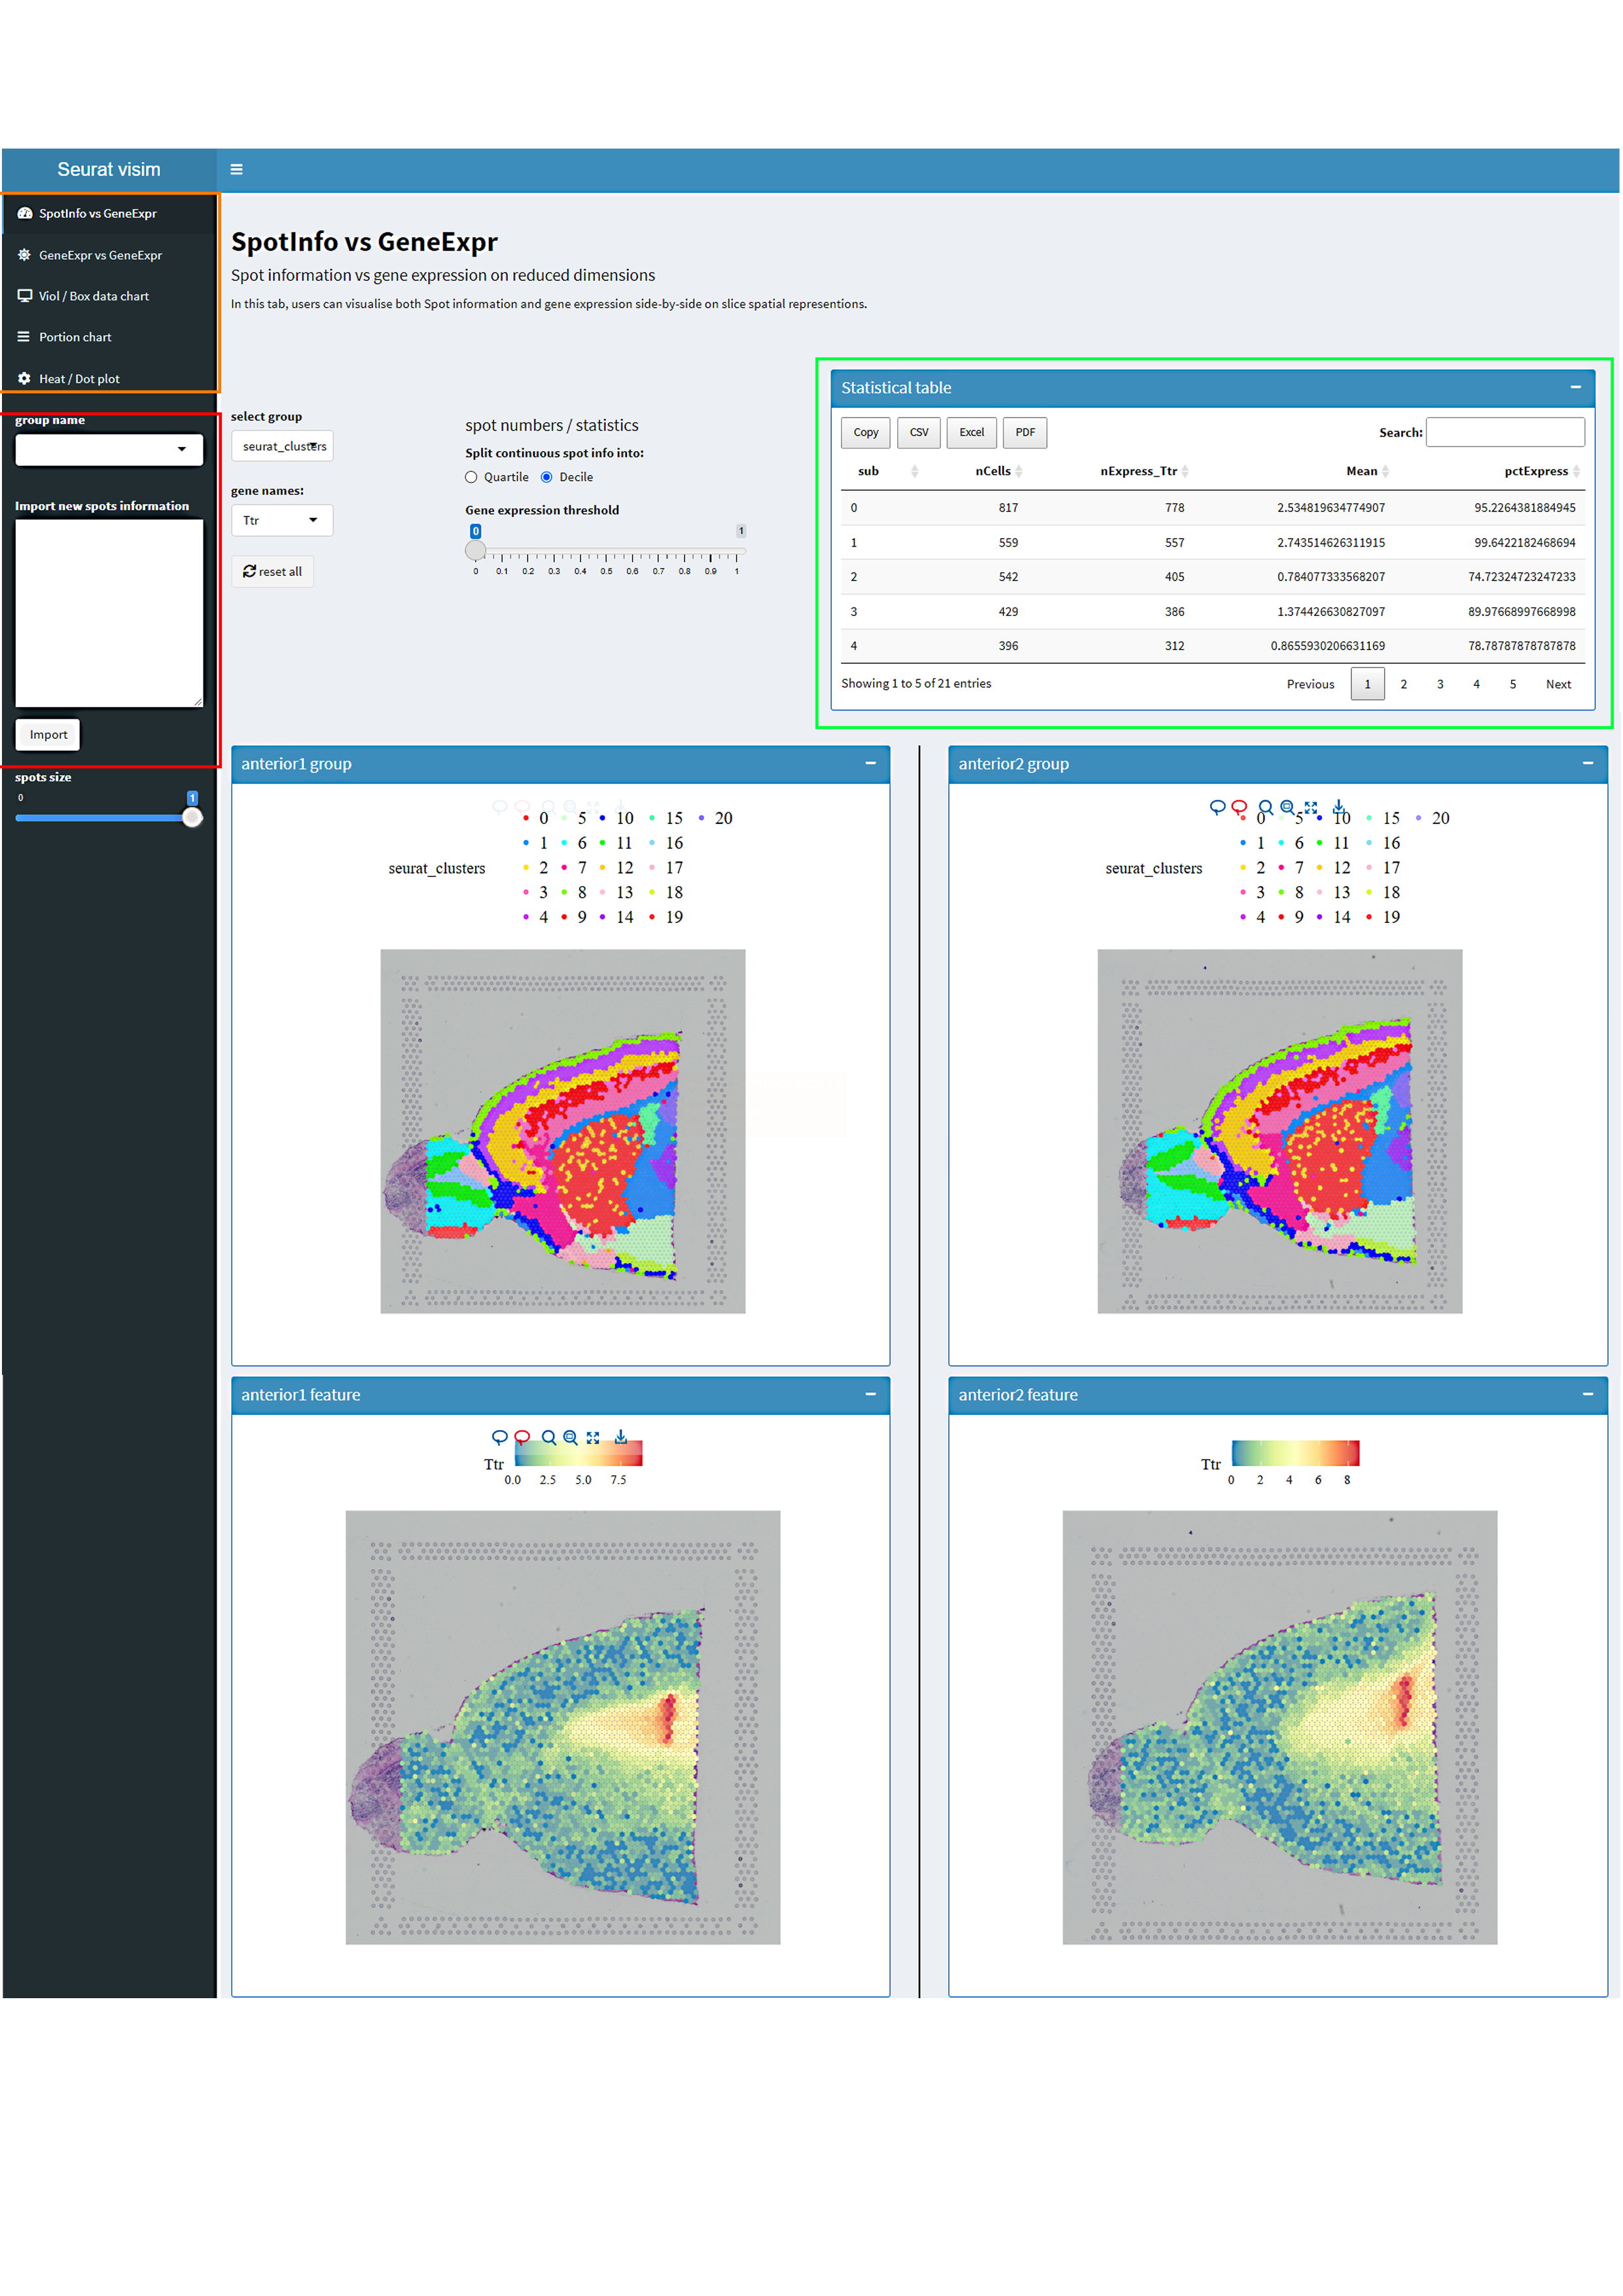 Seurat visim
SpotInfo vs GeneExpr
GeneExpr vs GeneExpr
Viol / Box data chart
Portion chart
Heat / Dot plot
group name
Import new spots information
Import
spots size
0 1
SpotInfo vs GeneExpr
Spot information vs gene expression on reduced dimensions
In this tab, users can visualise both Spot information and gene expression side-by-side on slice spatial representions.
select group
seurat_clusters
gene names:
Ttr
reset all
spot numbers / statistics
Split continuous spot info into:
Quartile Decile
Gene expression threshold
0 1
0 0.1 0.2 0.3 0.4 0.5 0.6 0.7 0.8 0.9 1
Statistical table
Copy CSV Excel PDF Search:
sub nCells nExpress_Ttr Mean pctExpress
0 817 778 2.534819634774907 95.2264381884945
1 559 557 2.743514626311915 99.6422182468694
2 542 405 0.784077333568207 74.72324723247233
3 429 386 1.374426630827097 89.97668997668998
4 396 312 0.8655930206631169 78.78787878787878
Showing 1 to 5 of 21 entries Previous 1 2 3 4 5 Next
anterior1 group
0 5 10 15 20
1 6 11 16
seurat_clusters 2 7 12 17
3 8 13 18
4 9 14 19
anterior2 group
0 5 10 15 20
1 6 11 16
seurat_clusters 2 7 12 17
3 8 13 18
4 9 14 19
anterior1 feature
Ttr
0.0 2.5 5.0 7.5
anterior2 feature
Ttr
0 2 4 6 8